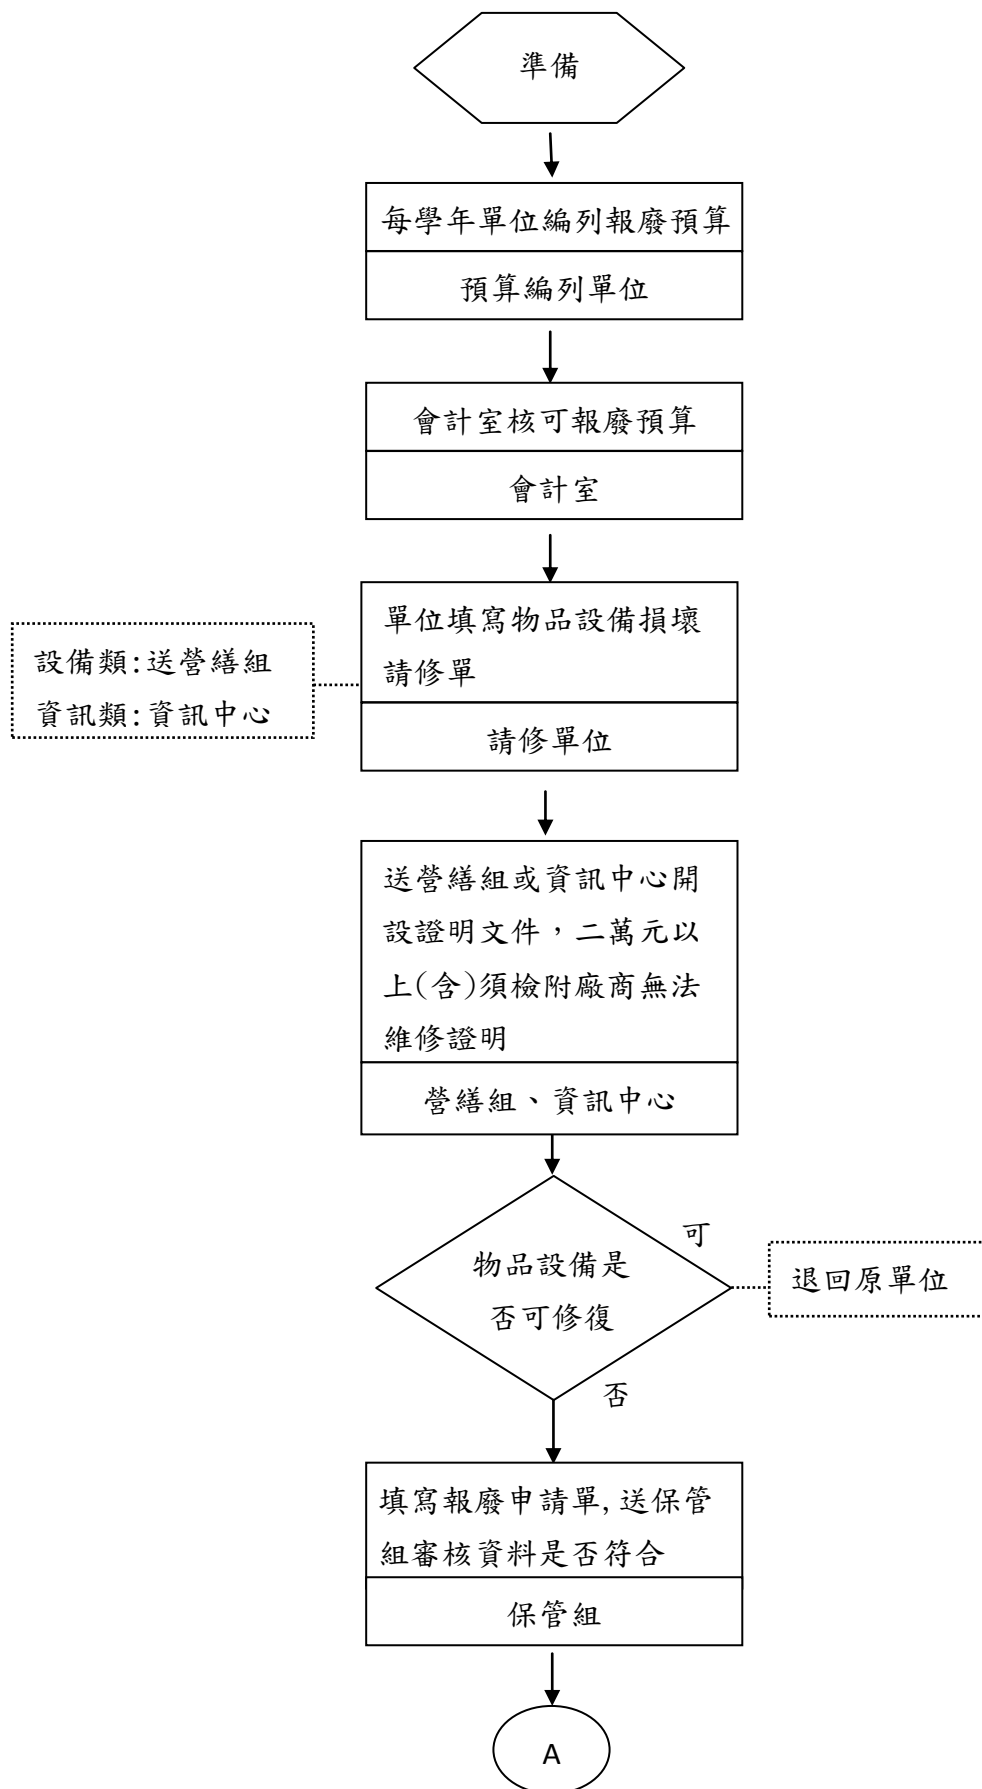 準備
每學年單位編列報廢預算
預算編列單位
會計室核可報廢預算
會計室
單位填寫物品設備損壞
請修單
請修單位
設備類:送營繕組
資訊類:資訊中心
送營繕組或資訊中心開
設證明文件，二萬元以
上(含)須檢附廠商無法
維修證明
營繕組、資訊中心
物品設備是
否可修復
可
退回原單位
否
填寫報廢申請單,送保管
組審核資料是否符合
保管組
A